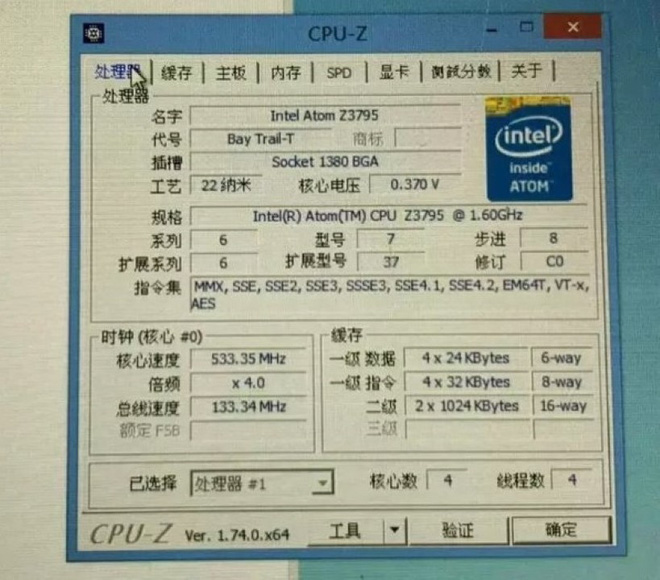 CPU-Z
处理器 缓存 主板 内存 SPD 显卡 测试分数 关于
处理器
名字 Intel Atom Z3795
代号 Bay Trail-T 商标
插槽 Socket 1380 BGA
工艺 22 纳米 核心电压 0.370 V
intel
inside™
ATOM™
规格 Intel(R) Atom(TM) CPU Z3795 @ 1.60GHz
系列 6 型号 7 步进 8
扩展系列 6 扩展型号 37 修订 C0
指令集 MMX, SSE, SSE2, SSE3, SSSE3, SSE4.1, SSE4.2, EM64T, VT-x,
AES
时钟 (核心 #0)
核心速度 533.35 MHz
倍频 x 4.0
总线速度 133.34 MHz
额定 FSB
缓存
一级 数据 4 x 24 KBytes 6-way
一级 指令 4 x 32 KBytes 8-way
二级 2 x 1024 KBytes 16-way
三级
已选择 处理器 #1 核心数 4 线程数 4
CPU-Z Ver. 1.74.0.x64 工具 验证 确定